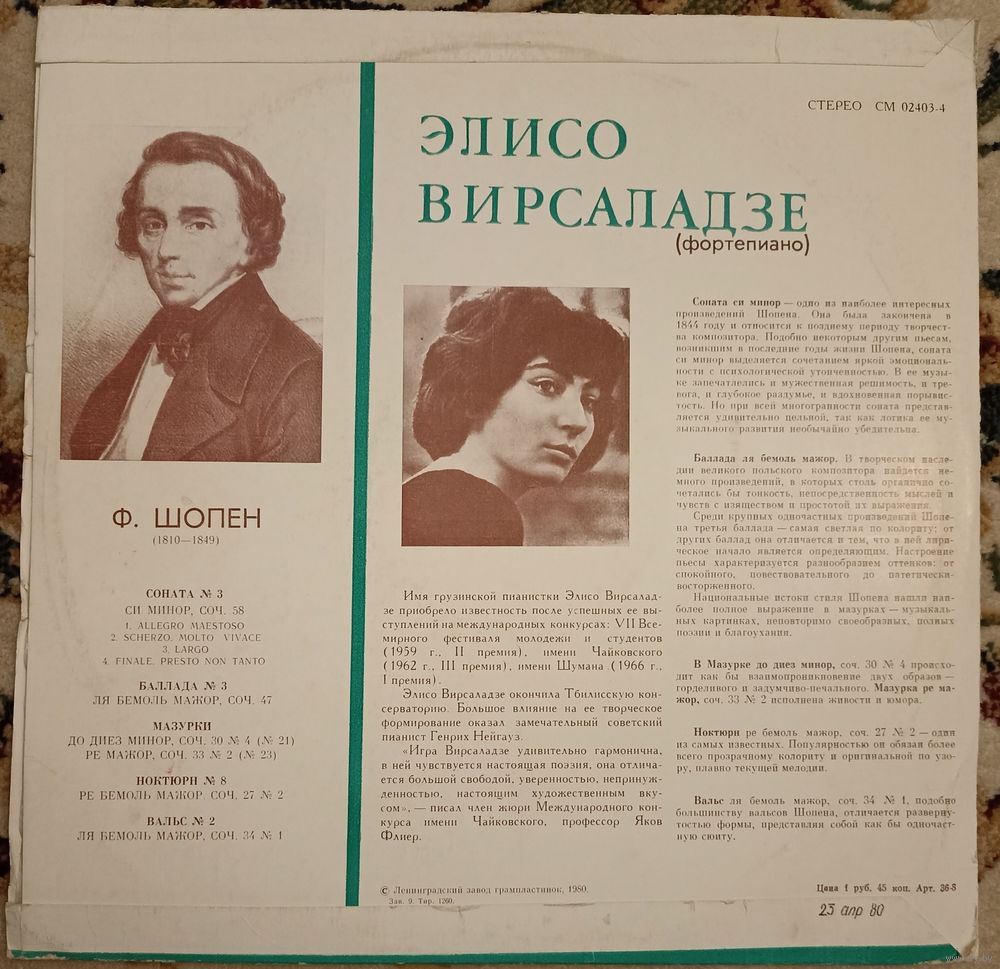 СТЕРЕО СМ 02403-4
ЭЛИСО
ВИРСАЛАДЗЕ
(фортепиано)
Ф. ШОПЕН
(1810—1849)
СОНАТА № 3
СИ МИНОР, СОЧ. 58
1. ALLEGRO MAESTOSO
2. SCHERZO. MOLTO VIVACE
3. LARGO
4. FINALE. PRESTO NON TANTO
БАЛЛАДА № 3
ЛЯ БЕМОЛЬ МАЖОР, СОЧ. 47
МАЗУРКИ
ДО ДИЕЗ МИНОР, СОЧ. 30 № 4 (№ 21)
РЕ МАЖОР, СОЧ. 33 № 2 (№ 23)
НОКТЮРН № 8
РЕ БЕМОЛЬ МАЖОР, СОЧ. 27 № 2
ВАЛЬС № 2
ЛЯ БЕМОЛЬ МАЖОР, СОЧ. 34 № 1
Имя грузинской пианистки Элисо Вирсалад-
зе приобрело известность после успешных ее вы-
ступлений на международных конкурсах: VII Все-
мирного фестиваля молодежи и студентов
(1959 г., II премия), имени Чайковского
(1962 г., III премия), имени Шумана (1966 г.,
I премия).
Элисо Вирсаладзе окончила Тбилисскую кон-
серваторию. Большое влияние на ее творческое
формирование оказал замечательный советский
пианист Генрих Нейгауз.
«Игра Вирсаладзе удивительно гармонична,
в ней чувствуется настоящая поэзия, она отлича-
ется большой свободой, уверенностью, непринуж-
денностью, настоящим художественным вку-
сом», — писал член жюри Международного кон-
курса имени Чайковского, профессор Яков
Флиер.
Соната си минор — одно из наиболее интересных
произведений Шопена. Она была закончена в
1844 году и относится к позднему периоду творчест-
ва композитора. Подобно некоторым другим пьесам,
возникшим в последние годы жизни Шопена, соната
си минор выделяется сочетанием яркой эмоциональ-
ности с психологической утонченностью. В ее музы-
ке запечатлелись и мужественная решимость, и тре-
вога, и глубокое раздумье, и вдохновенная порывис-
тость. Но при всей многогранности соната представ-
ляется удивительно цельной, так как логика ее му-
зыкального развития необычайно убедительна.
Баллада ля бемоль мажор. В творческом насле-
дии великого польского композитора найдется не-
много произведений, в которых столь органично со-
четались бы тонкость, непосредственность мыслей и
чувств с изяществом и простотой их выражения.
Среди крупных одночастных произведений Шопе-
на третья баллада — самая светлая по колориту; от
других баллад она отличается и тем, что в ней лири-
ческое начало является определяющим. Настроение
пьесы характеризуется разнообразием оттенков: от
спокойного, повествовательного до патетически-
восторженного.
Национальные истоки стиля Шопена нашли наи-
более полное выражение в мазурках — музыкаль-
ных картинках, неповторимо своеобразных, полных
поэзии и благоухания.
В Мазурке до диез минор, соч. 30 № 4 происхо-
дит как бы взаимопроникновение двух образов —
горделивого и задумчиво-печального. Мазурка ре ма-
жор, соч. 33 № 2 исполнена живости и юмора.
Ноктюрн ре бемоль мажор, соч. 27 № 2 — один
из самых известных. Популярностью он обязан более
всего прозрачному колориту и оригинальной по узо-
ру, плавно текущей мелодии.
Вальс ля бемоль мажор, соч. 34 № 1, подобно
большинству вальсов Шопена, отличается разверну-
тостью формы, представляя собой как бы одночаст-
ную сюиту.
© Ленинградский завод грампластинок, 1980.
Зак. 9. Тир. 1260.
Цена 1 руб. 45 коп. Арт. 36-8
23 апр 80